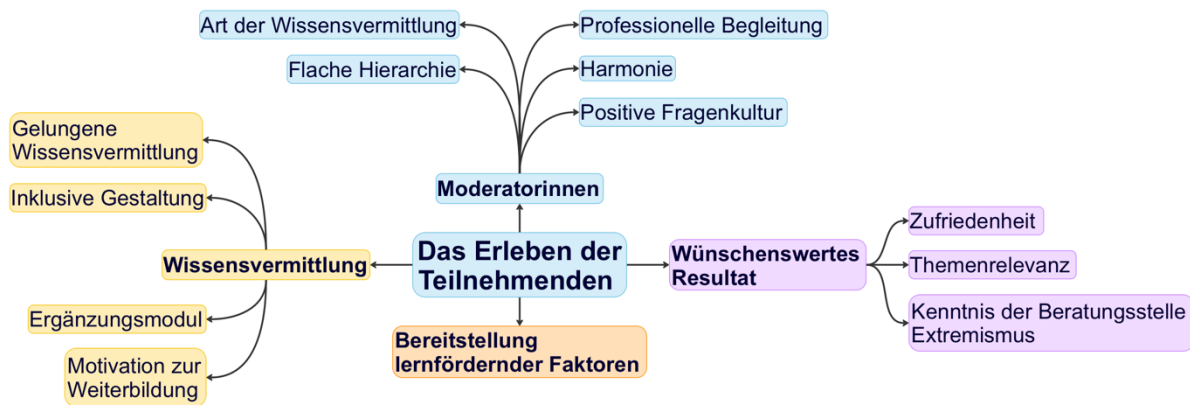 Art der Wissensvermittlung
Flache Hierarchie
Professionelle Begleitung
Harmonie
Positive Fragenkultur
Moderatorinnen
Gelungene
Wissensvermittlung
Inklusive Gestaltung
Wissensvermittlung
Ergänzungsmodul
Motivation zur
Weiterbildung
Das Erleben der
Teilnehmenden
Wünschenswertes
Resultat
Zufriedenheit
Themenrelevanz
Kenntnis der Beratungsstelle
Extremismus
Bereitstellung
lernfördernder Faktoren